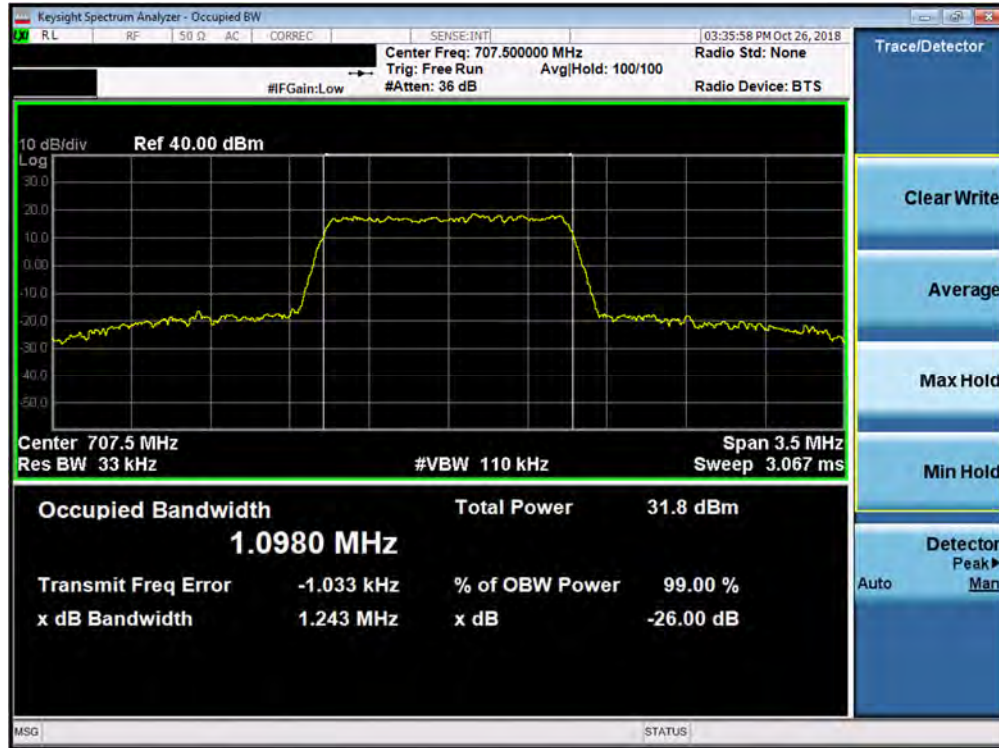 Keysight Spectrum Analyzer - Occupied BW
LXI RL RF 50 Ω AC CORREC SENSE:INT 03:35:58 PM Oct 26, 2018
Center Freq: 707.500000 MHz Radio Std: None
Trig: Free Run Avg|Hold: 100/100
#IFGain:Low #Atten: 36 dB Radio Device: BTS
Trace/Detector
10 dB/div Ref 40.00 dBm
Log
30.0
20.0
10.0
0.00
-10.0
-20.0
-30.0
-40.0
-50.0
Center 707.5 MHz Span 3.5 MHz
Res BW 33 kHz #VBW 110 kHz Sweep 3.067 ms
Occupied Bandwidth Total Power 31.8 dBm
1.0980 MHz
Transmit Freq Error -1.033 kHz % of OBW Power 99.00 %
x dB Bandwidth 1.243 MHz x dB -26.00 dB
Clear Write
Average
Max Hold
Min Hold
Detector
Peak▶
Auto Man
MSG STATUS